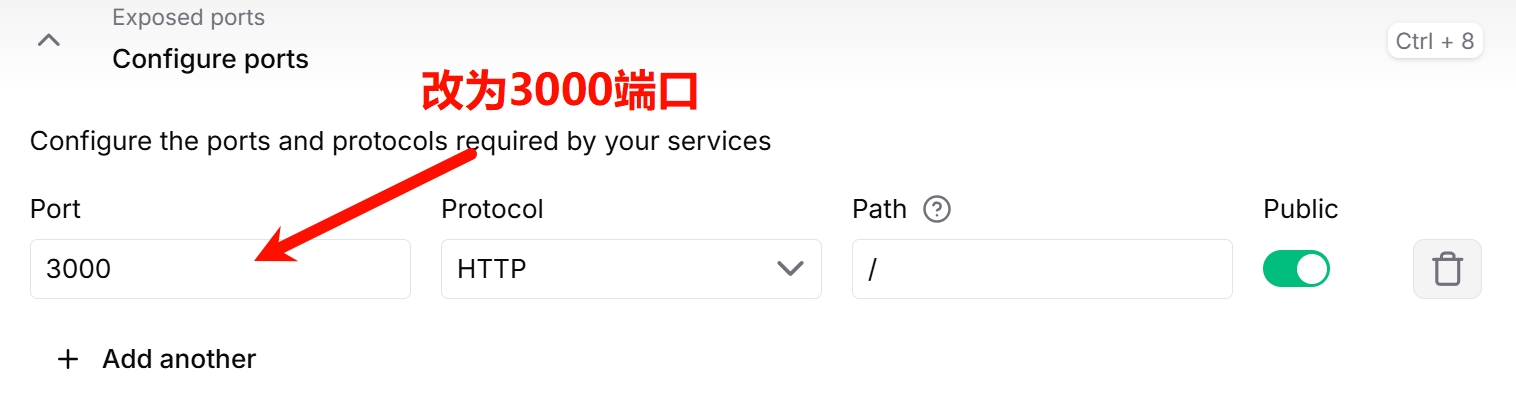 Exposed ports
Configure ports
Ctrl + 8
改为3000端口
Configure the ports and protocols required by your services
Port Protocol Path ? Public
3000 HTTP / 
+ Add another